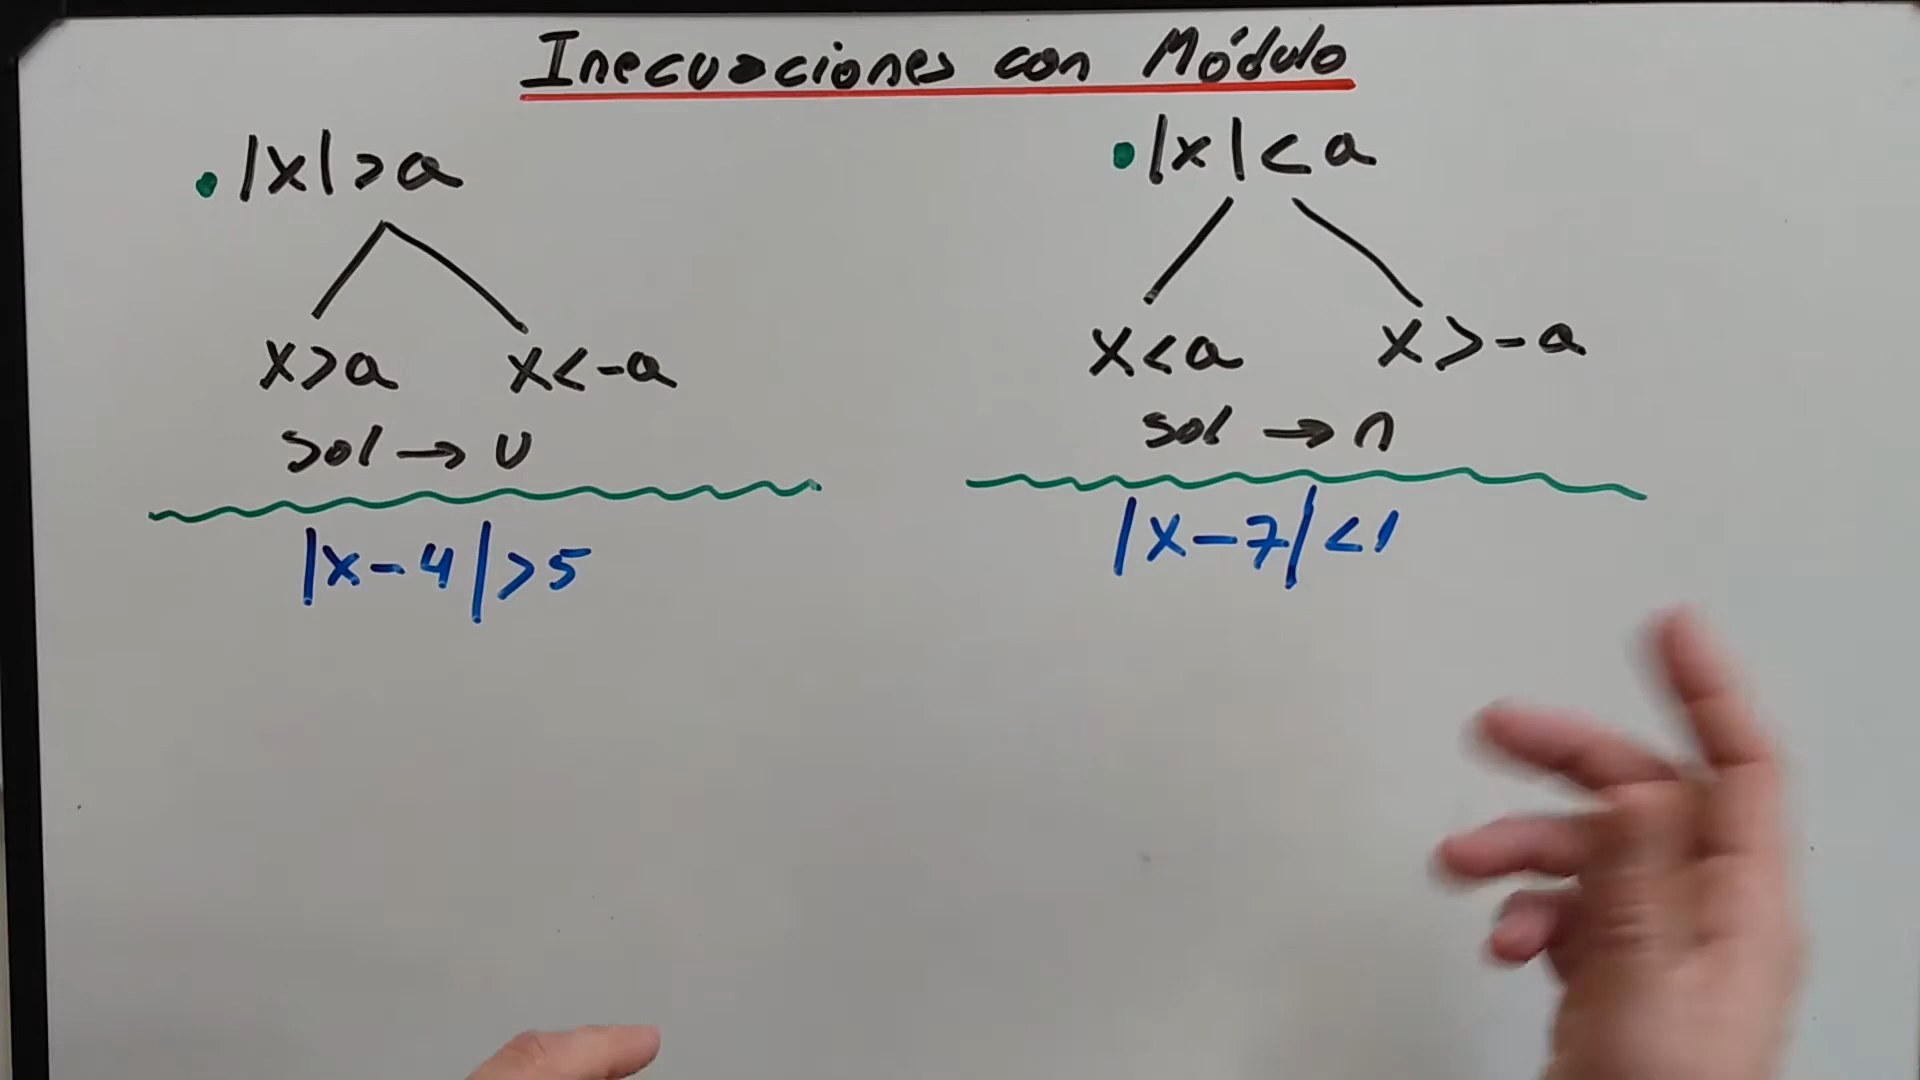 Inecuaciones con Módulo
•|x|>a
x>a x<-a
sol → ∪
|x-4|>5
•|x|<a
x<a x>-a
sol → ∩
|x-7|<1